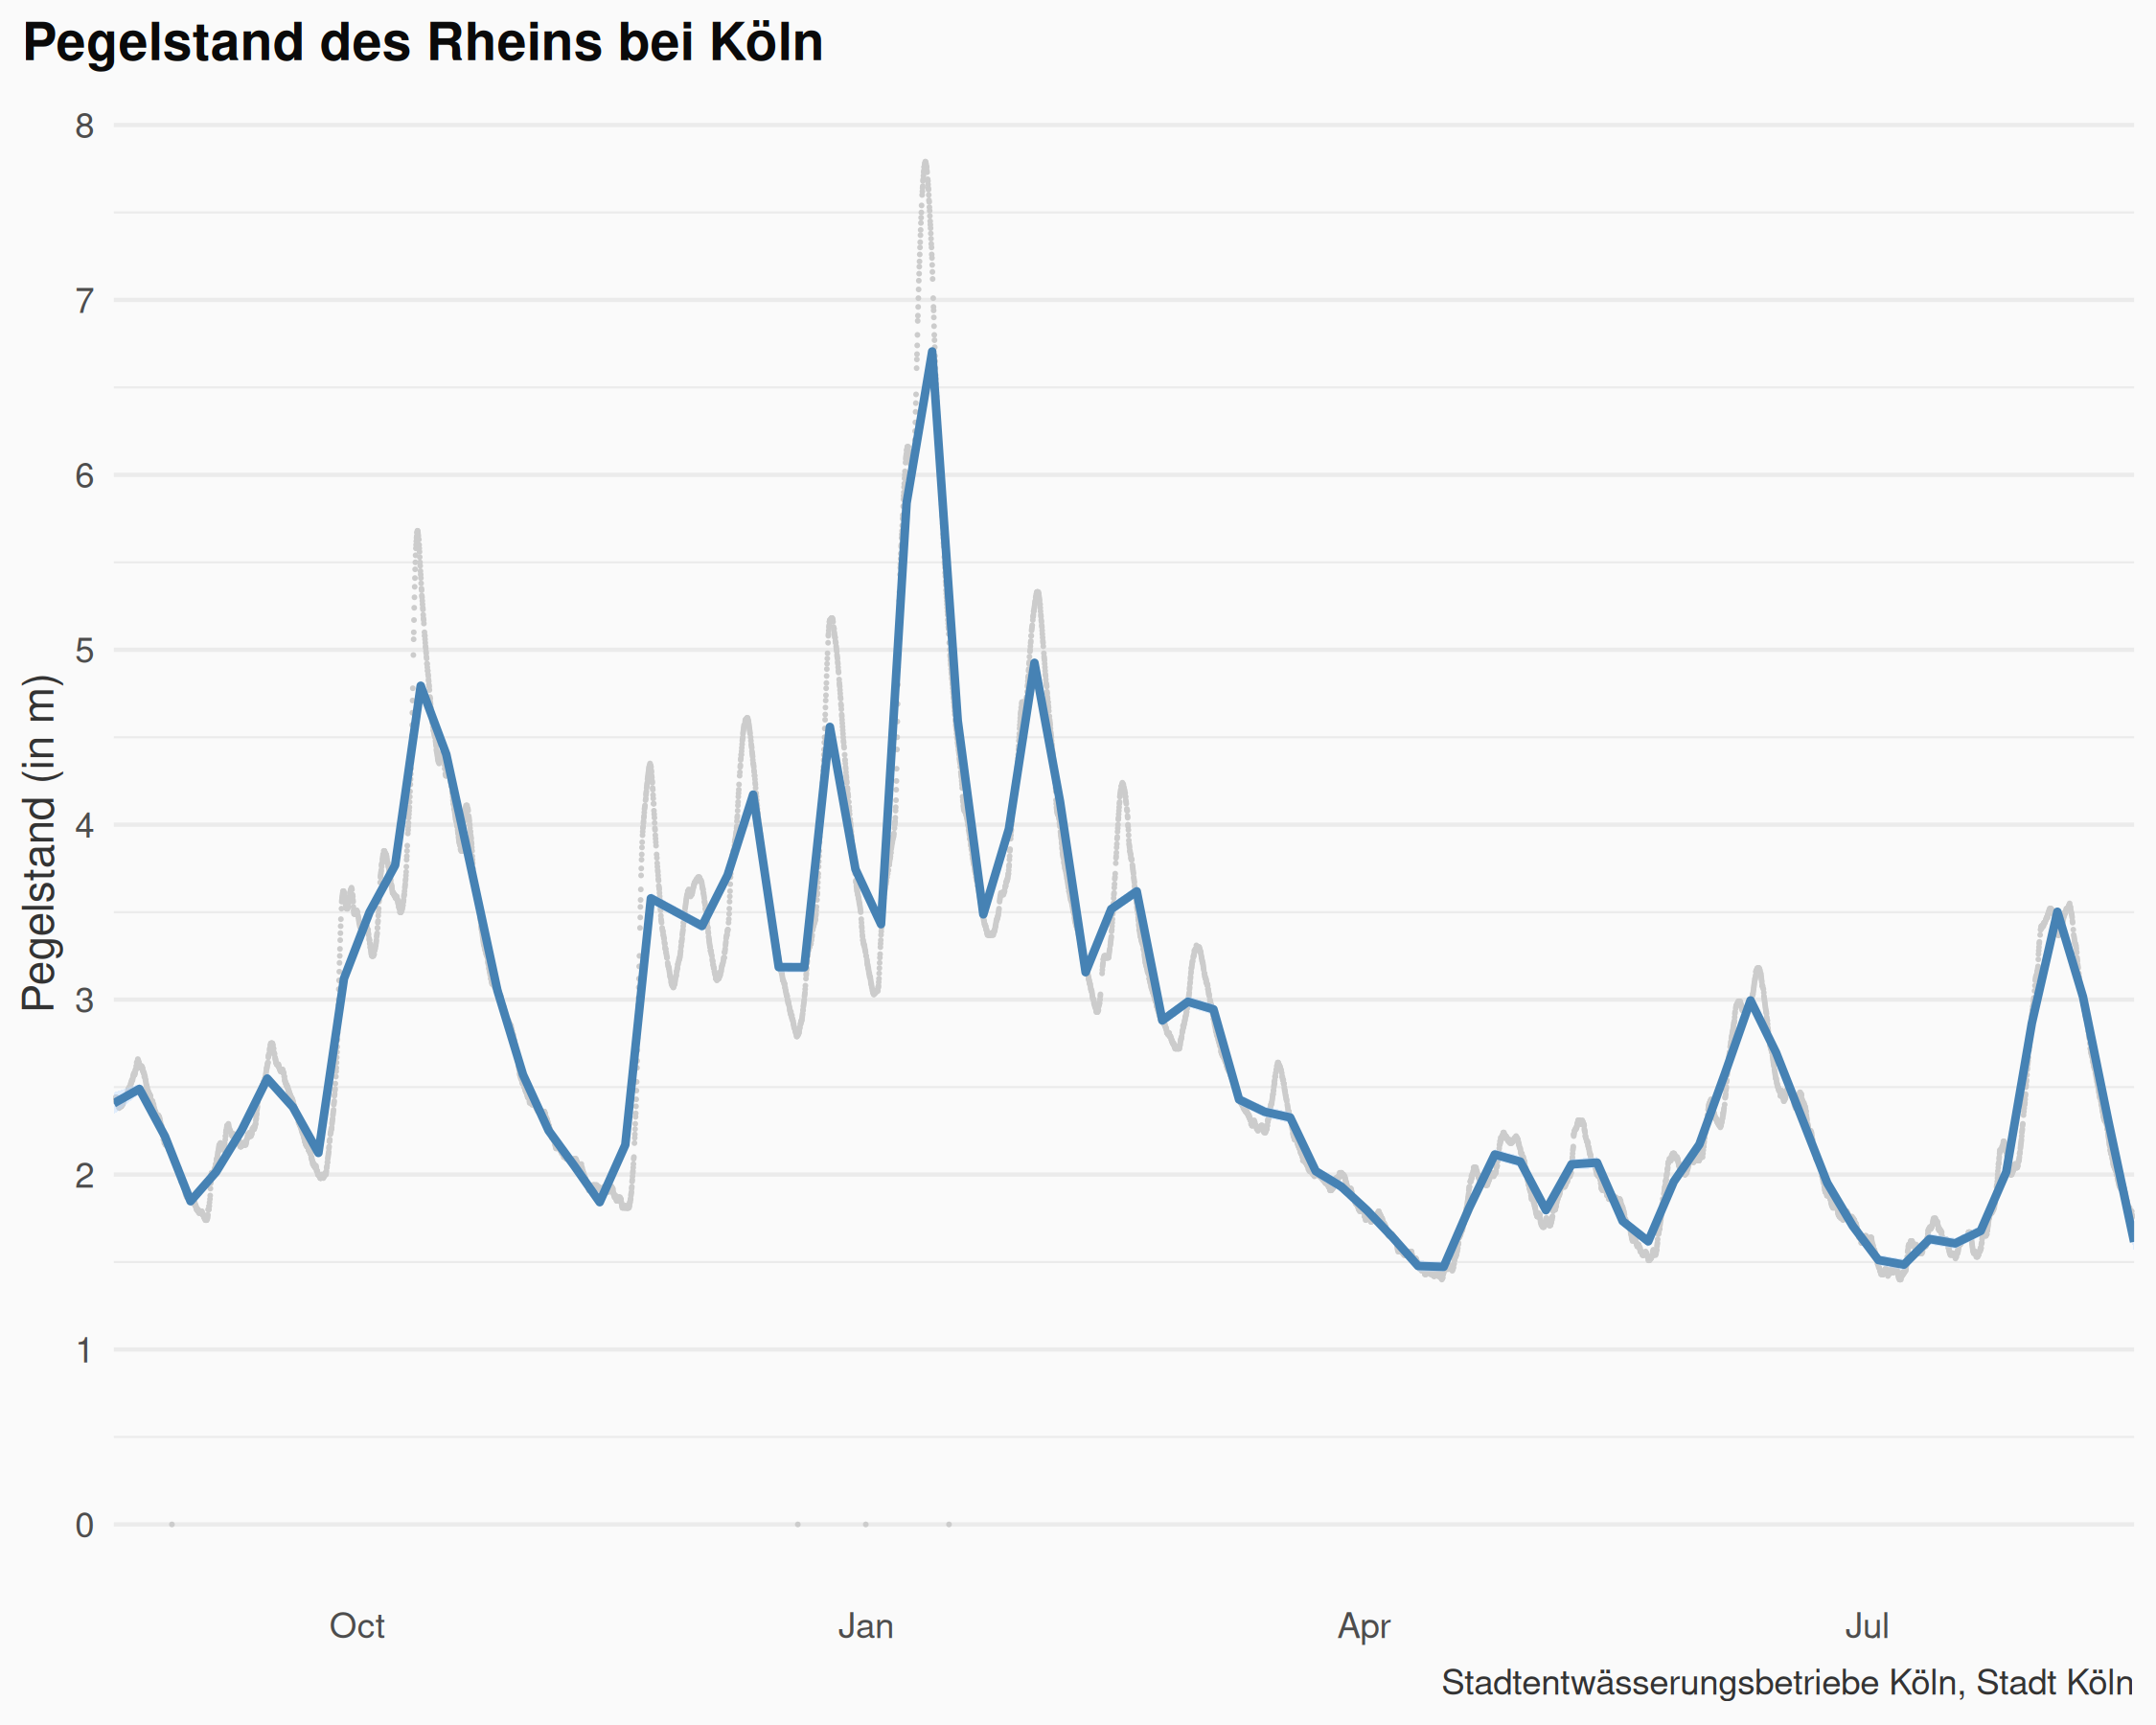 Pegelstand des Rheins bei Köln
Pegelstand (in m)
8
7
6
5
4
3
2
1
0
Oct Jan Apr Jul
Stadtentwässerungsbetriebe Köln, Stadt Köln